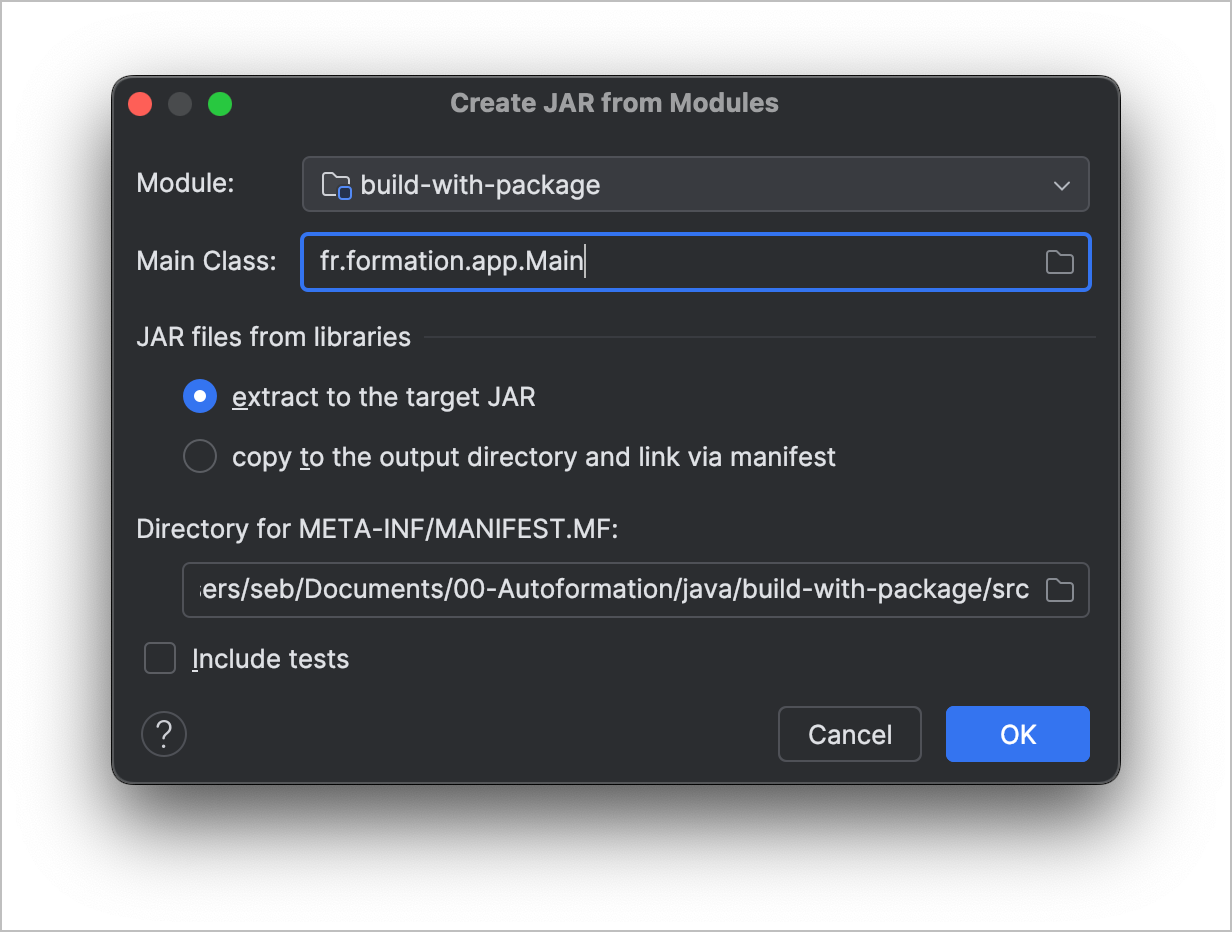 Create JAR from Modules
Module: build-with-package
Main Class: fr.formation.app.Main
JAR files from libraries
extract to the target JAR
copy to the output directory and link via manifest
Directory for META-INF/MANIFEST.MF:
ers/seb/Documents/00-Autoformation/java/build-with-package/src
Include tests
? Cancel OK